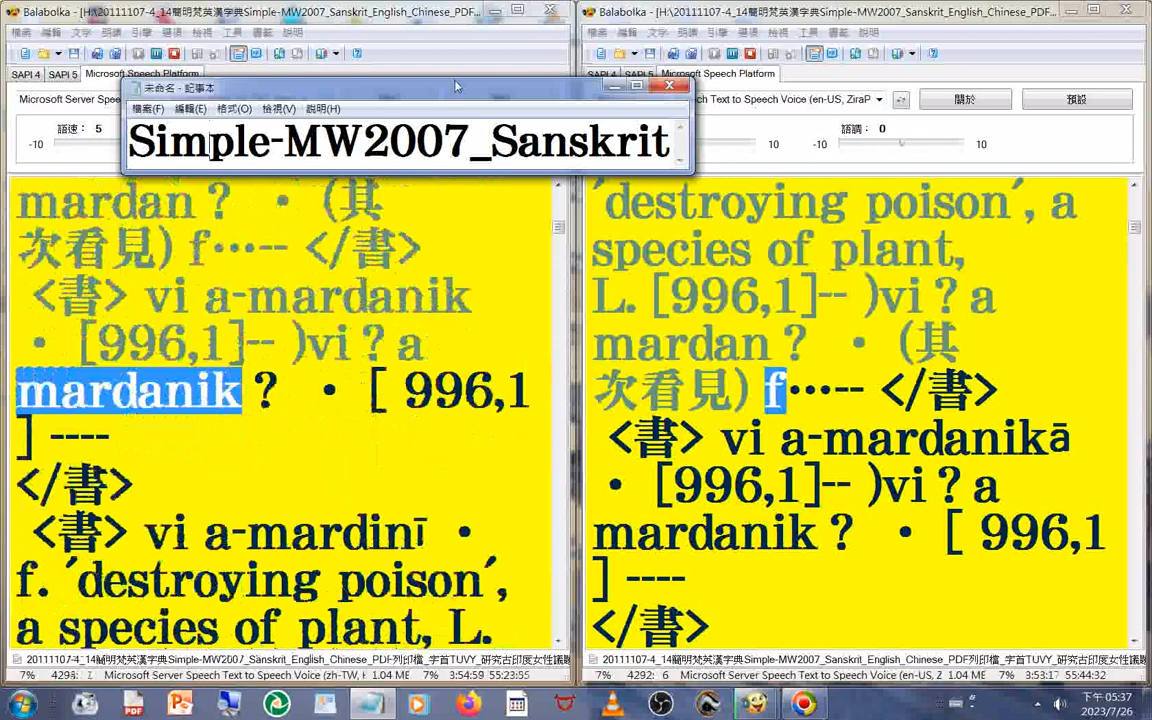 Balabolka - [H:\20111107-4_14簡明梵英漢字典Simple-MW2007_Sanskrit_English_Chinese_PDF...
檔案 編輯 文字 朗讀 引擎 連接 檢視 工具 書籤 說明
SAPI 4 SAPI 5 Microsoft Speech Platform
Microsoft Server Spee
語速： 5
-10
mardan？ • (其
次看見) f…-- </書>
<書> vi a-mardanik
• [996,1]-- )vi？a
mardanik？ • [ 996,1
] ----
</書>
<書> vi a-mardinī •
f. ´destroying poison´,
a species of plant, L.
20111107-4_14簡明梵英漢字典Simple-MW2007_Sanskrit_English_Chinese_PDF列印檔_字首TUVY_研究古印度女性議題
7% 4293: Microsoft Server Speech Text to Speech Voice (zh-TW, 1.04 MB 7% 3:54:59 55:23:55
未命名 - 記事本
檔案(F) 編輯(E) 格式(O) 檢視(V) 說明(H)
Simple-MW2007_Sanskrit
Balabolka - [H:\20111107-4_14簡明梵英漢字典Simple-MW2007_Sanskrit_English_Chinese_PDF...
檔案 編輯 文字 朗讀 引擎 連接 檢視 工具 書籤 說明
SAPI 4 SAPI 5 Microsoft Speech Platform
ch Text to Speech Voice (en-US, ZiraP 關於 預設
語調： 0
10 -10 10
´destroying poison´, a
species of plant,
L. [996,1]-- )vi？a
mardan？ • (其
次看見) f…-- </書>
<書> vi a-mardanikā
• [996,1]-- )vi？a
mardanik？ • [ 996,1
] ----
</書>
20111107-4_14簡明梵英漢字典Simple-MW2007_Sanskrit_English_Chinese_PDF列印檔_字首TUVY_研究古印度女性議題
7% 4292: 6 Microsoft Server Speech Text to Speech Voice (en-US, Z 1.04 MB 7% 3:53:17 55:44:32
下午 05:37
2023/7/26